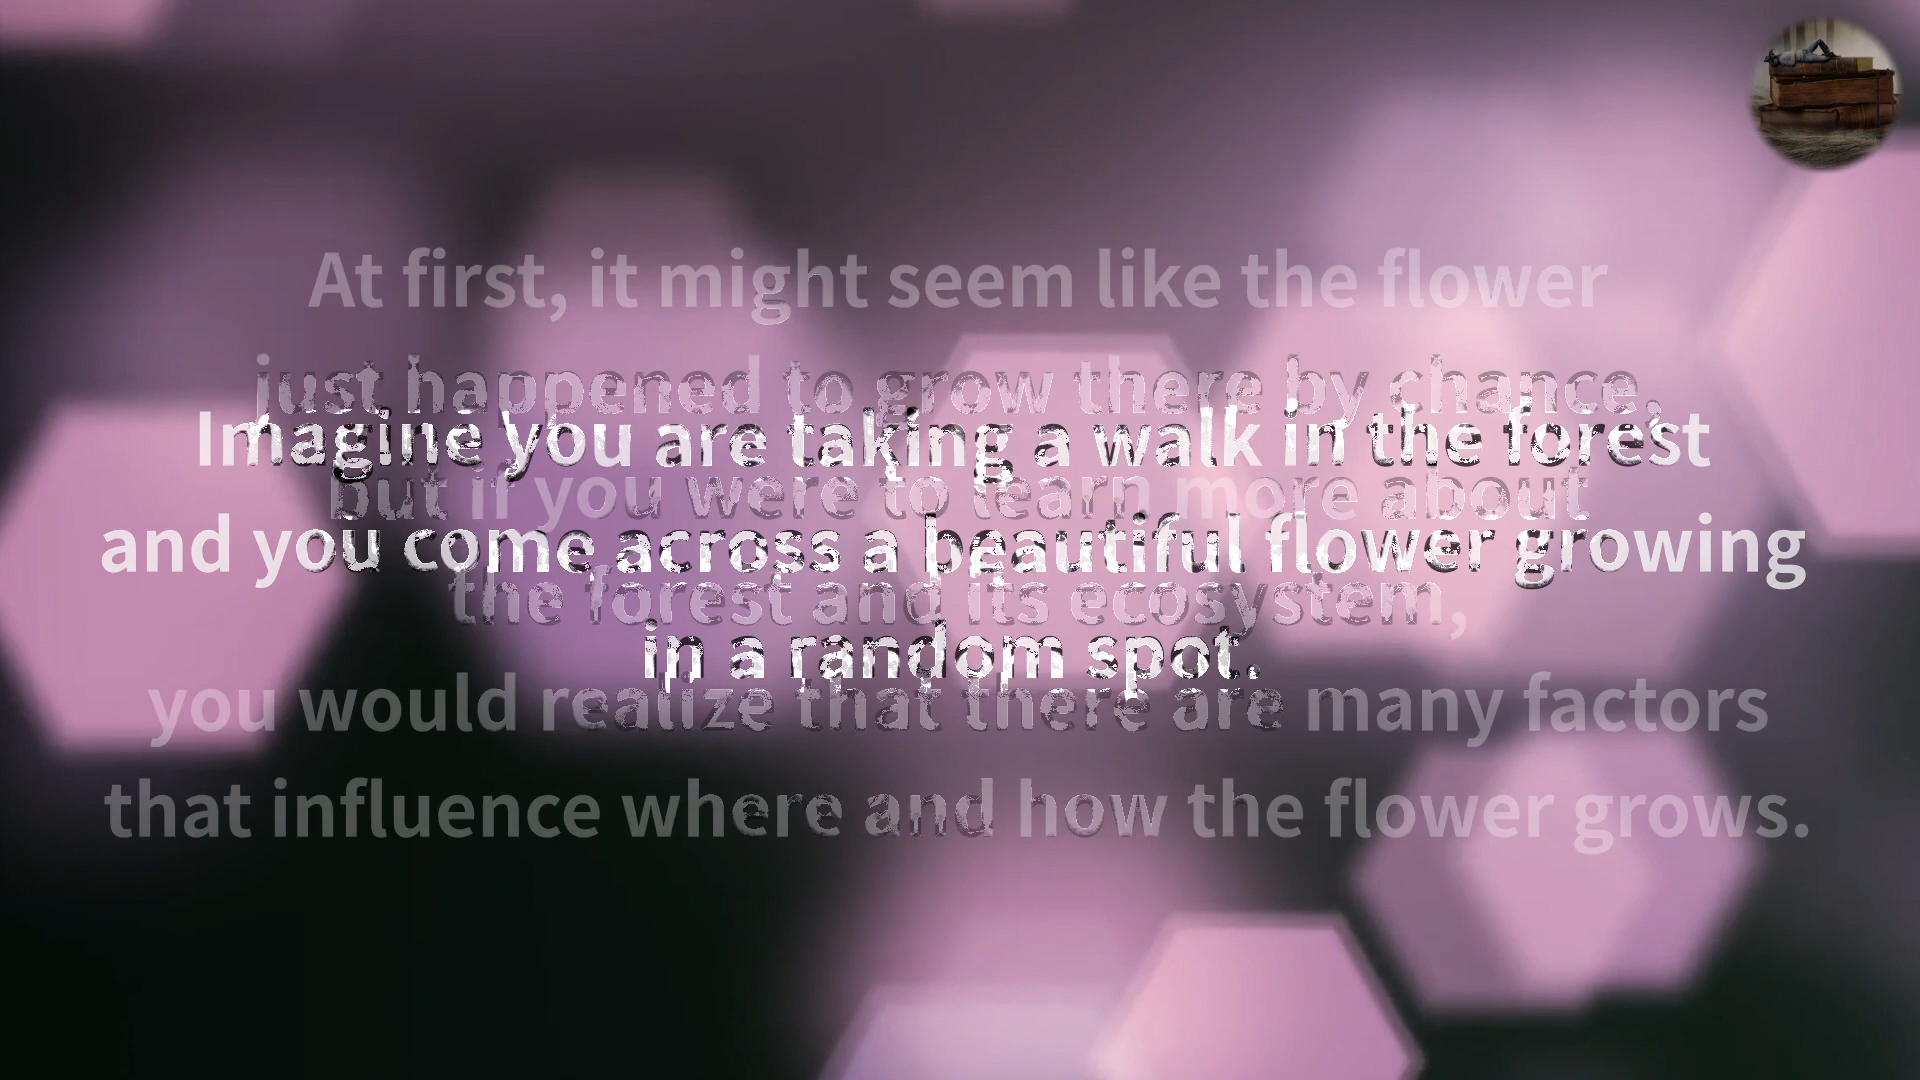 Imagine you are taking a walk in the forest
and you come across a beautiful flower growing
in a random spot.
At first, it might seem like the flower
just happened to grow there by chance,
but if you were to learn more about
the forest and its ecosystem,
you would realize that there are many factors
that influence where and how the flower grows.